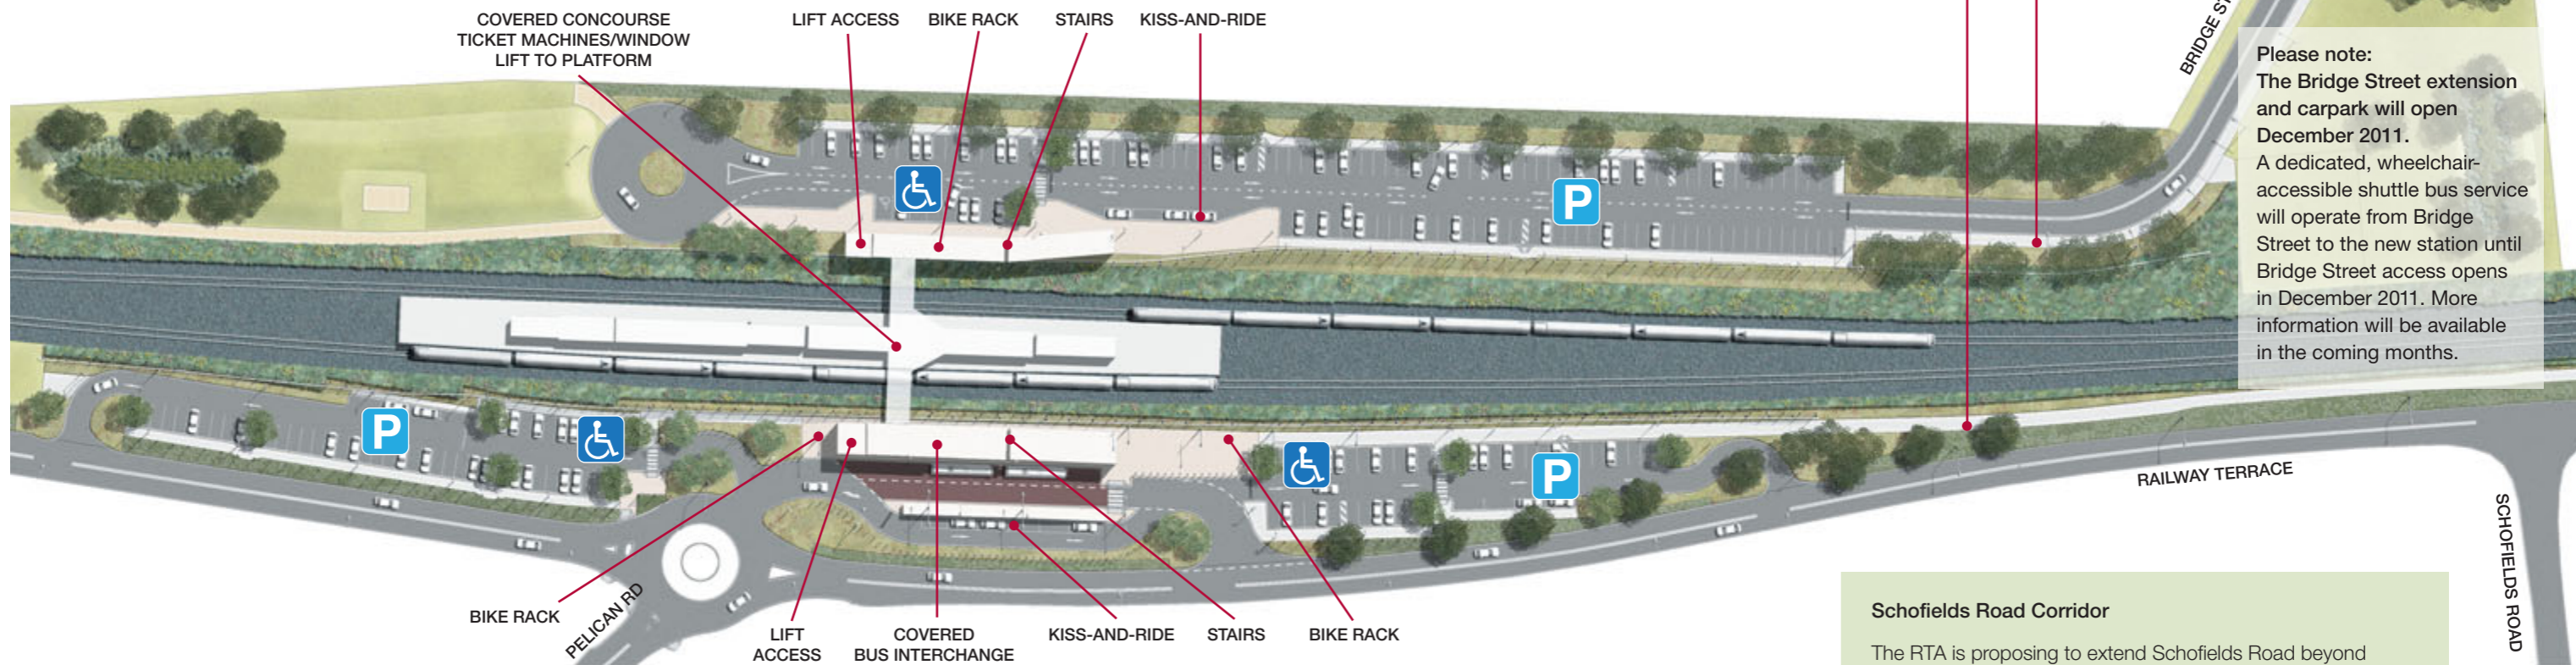 COVERED CONCOURSE
TICKET MACHINES/WINDOW
LIFT TO PLATFORM
LIFT ACCESS
BIKE RACK
STAIRS
KISS-AND-RIDE
BRIDGE ST
Please note:
The Bridge Street extension
and carpark will open
December 2011.
A dedicated, wheelchair-
accessible shuttle bus service
will operate from Bridge
Street to the new station until
Bridge Street access opens
in December 2011. More
information will be available
in the coming months.
P
P
P
RAILWAY TERRACE
SCHOFIELDS ROAD
PELICAN RD
BIKE RACK
LIFT
ACCESS
COVERED
BUS INTERCHANGE
KISS-AND-RIDE
STAIRS
BIKE RACK
Schofields Road Corridor
The RTA is proposing to extend Schofields Road beyond